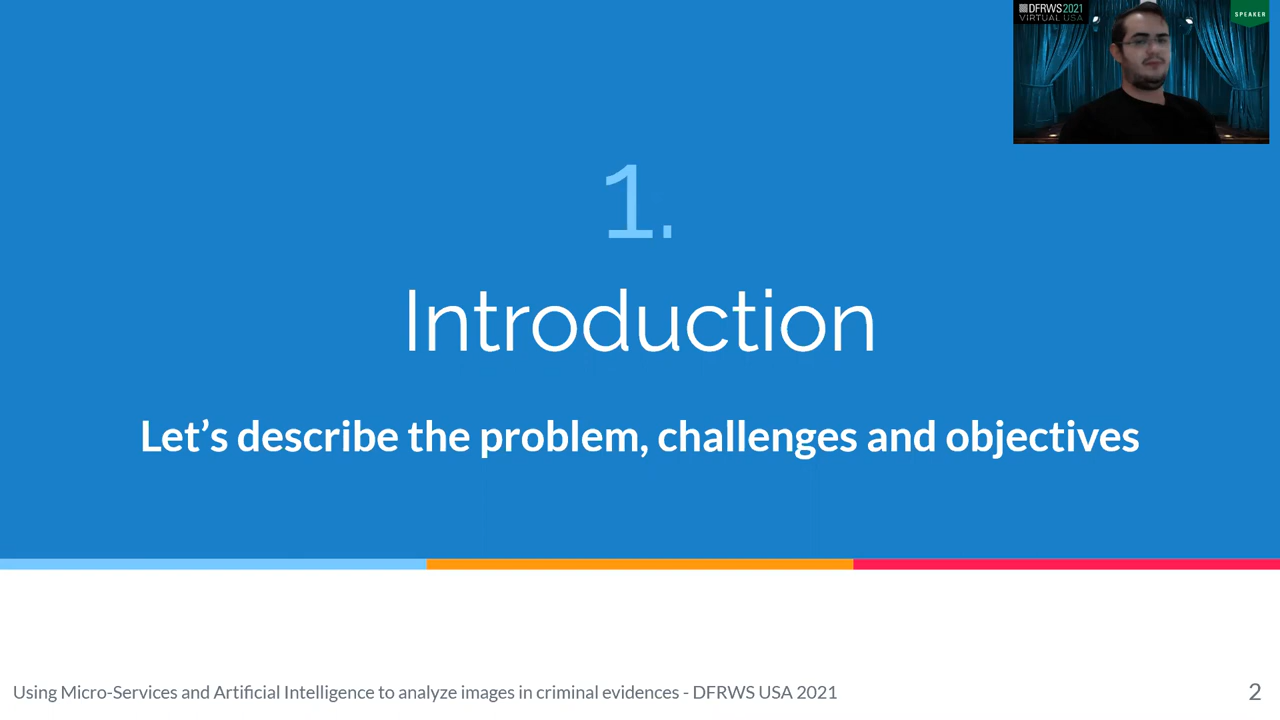 DFRWS2021
VIRTUAL USA
SPEAKER
1.
Introduction
Let’s describe the problem, challenges and objectives
Using Micro-Services and Artificial Intelligence to analyze images in criminal evidences - DFRWS USA 2021
2